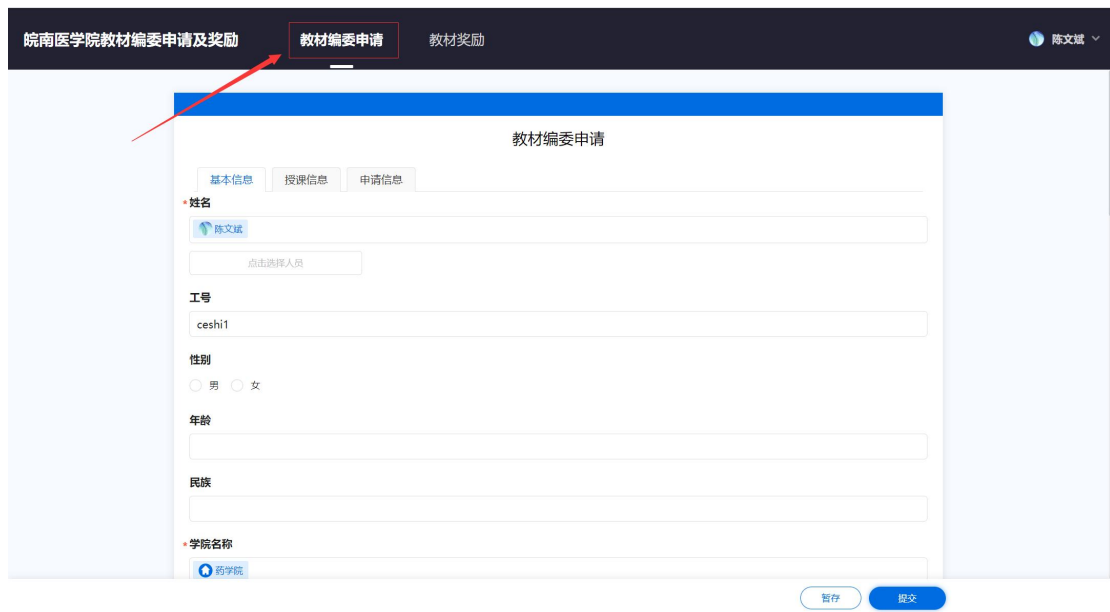 皖南医学院教材编委申请及奖励 教材编委申请 教材奖励 陈文斌
教材编委申请
基本信息 授课信息 申请信息
*姓名
陈文斌
点击选择人员
工号
ceshi1
性别
男 女
年龄
民族
*学院名称
药学院
暂存 提交